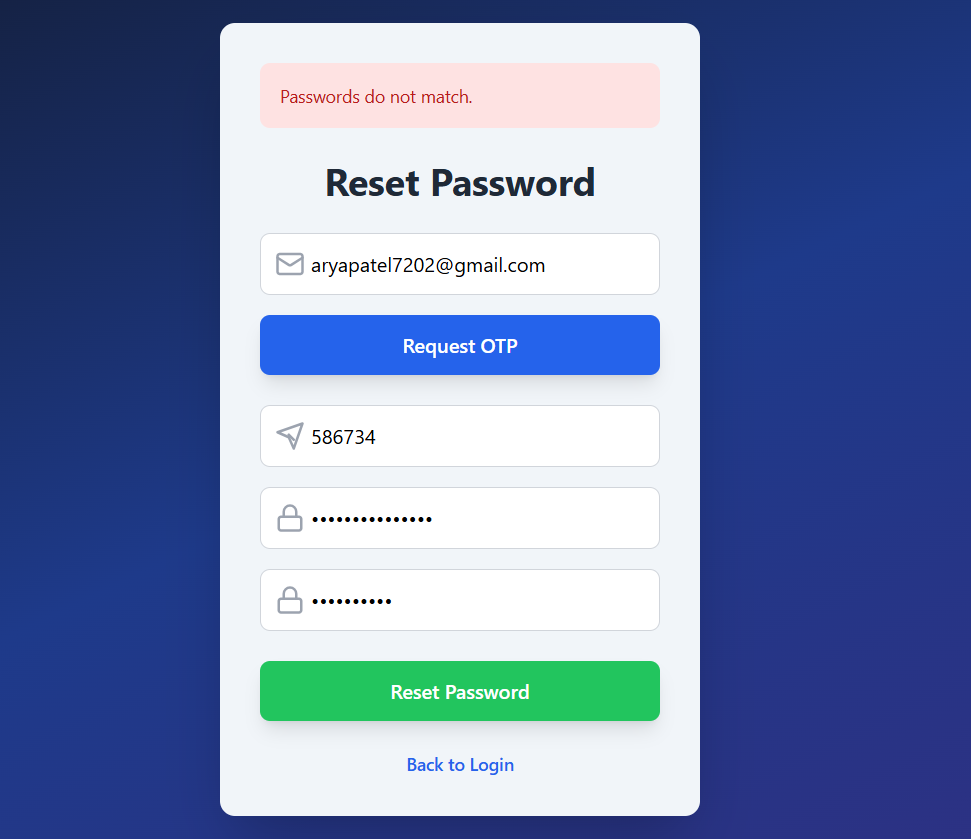 Passwords do not match.
Reset Password
aryapatel7202@gmail.com
Request OTP
586734
•••••••••••••••
••••••••••
Reset Password
Back to Login